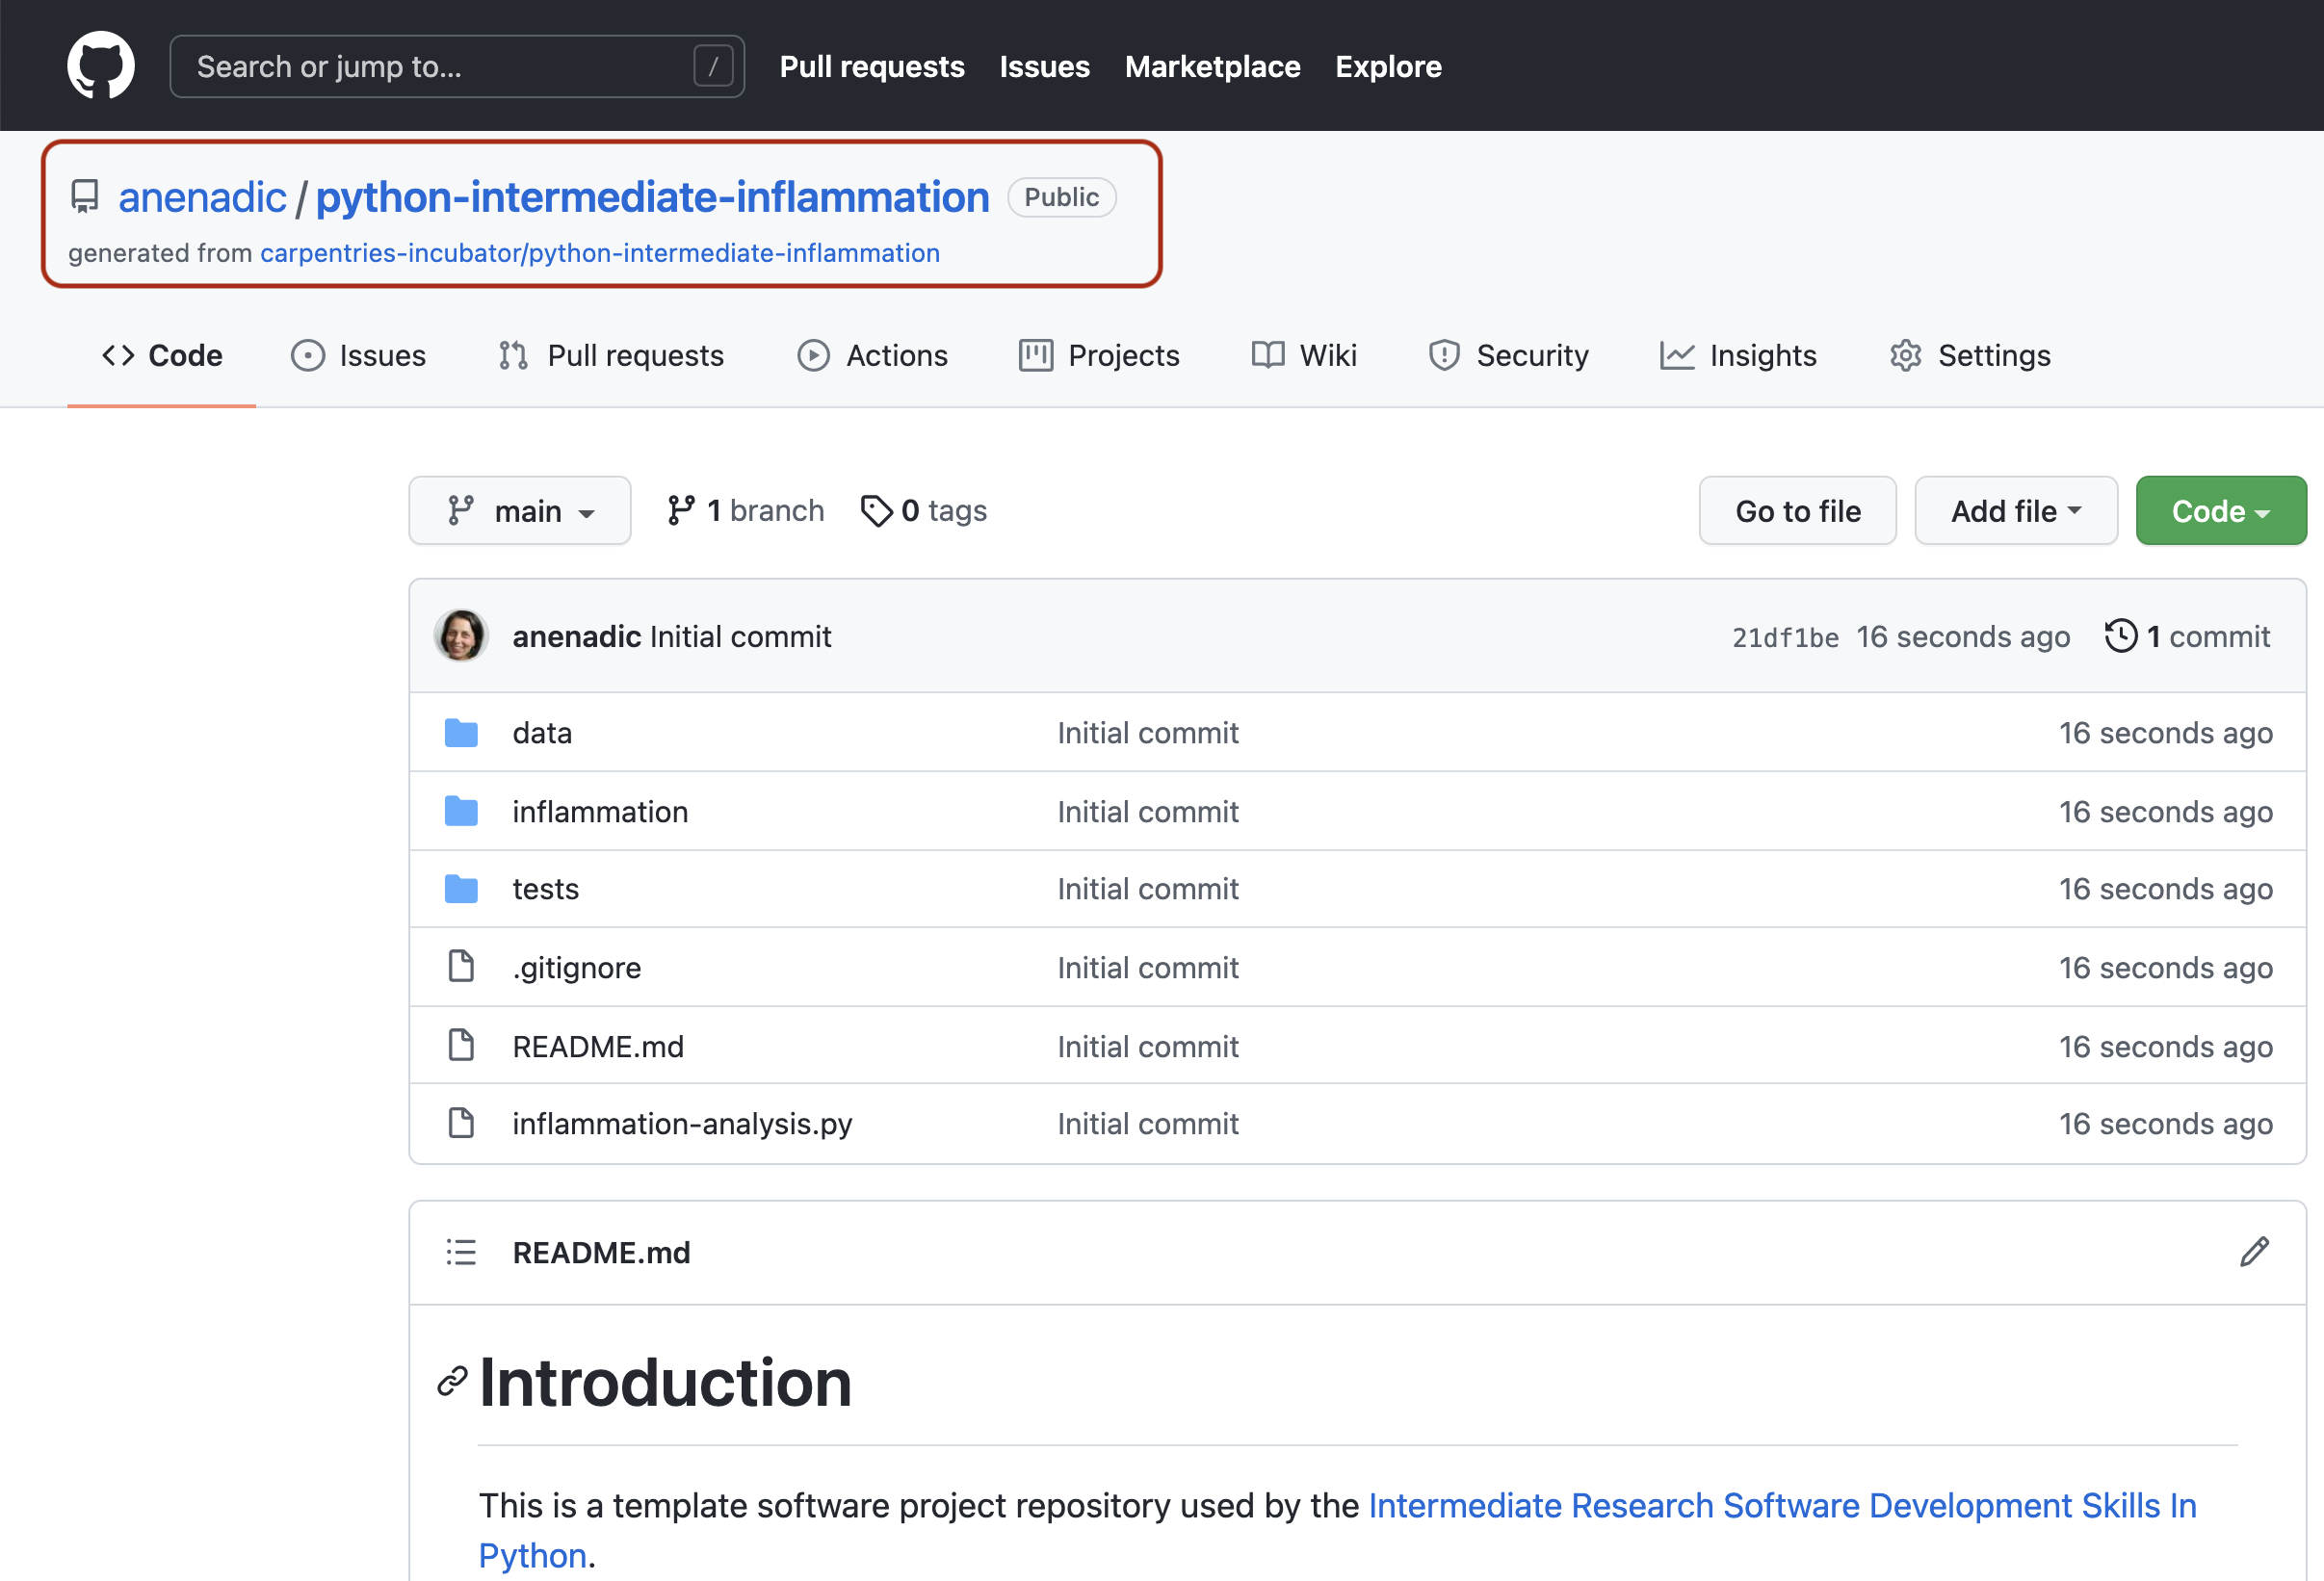 Search or jump to... / Pull requests Issues Marketplace Explore
anenadic / python-intermediate-inflammation Public
generated from carpentries-incubator/python-intermediate-inflammation
Code Issues Pull requests Actions Projects Wiki Security Insights Settings
main 1 branch 0 tags Go to file Add file Code
anenadic Initial commit 21df1be 16 seconds ago 1 commit
data Initial commit 16 seconds ago
inflammation Initial commit 16 seconds ago
tests Initial commit 16 seconds ago
.gitignore Initial commit 16 seconds ago
README.md Initial commit 16 seconds ago
inflammation-analysis.py Initial commit 16 seconds ago
README.md
Introduction
This is a template software project repository used by the Intermediate Research Software Development Skills In
Python.